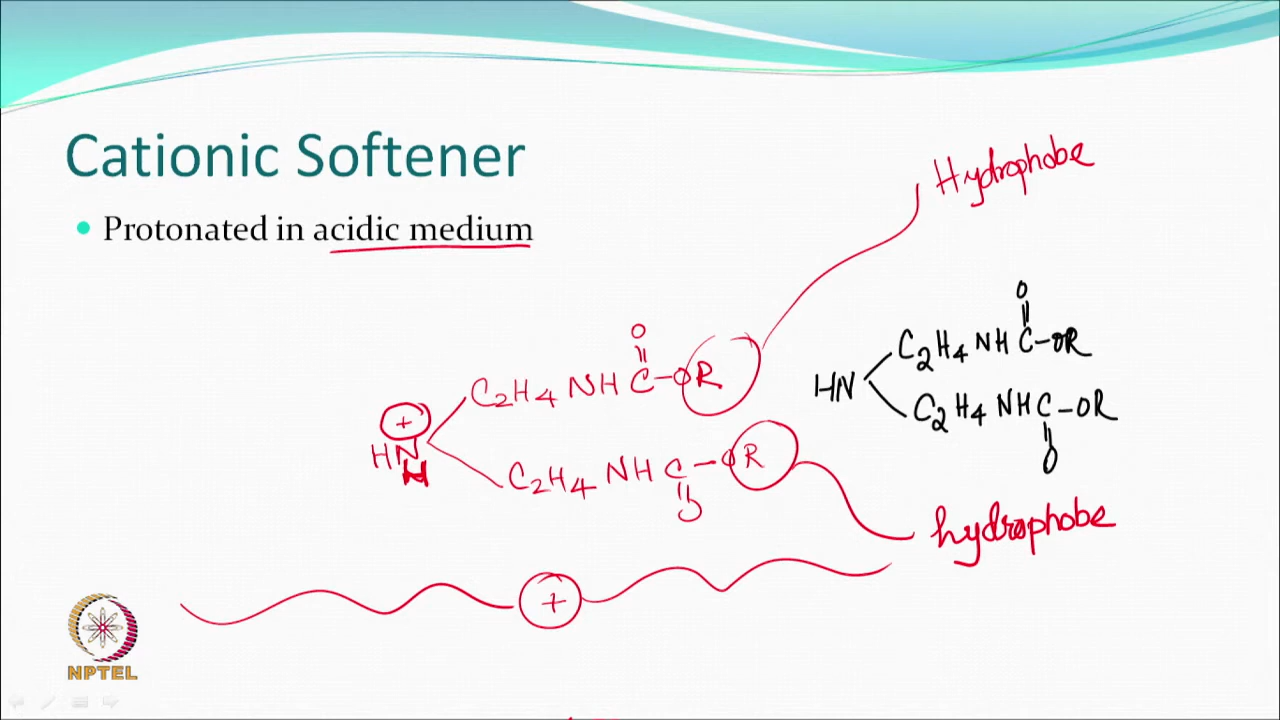 Cationic Softener
Protonated in acidic medium
Hydrophobe
O
||
C2H4 NH C-OR
+
HN
H
C2H4 NH C-OR
||
O
O
||
C2H4 NH C-OR
HN
C2H4 NH C-OR
||
O
hydrophobe
+
NPTEL